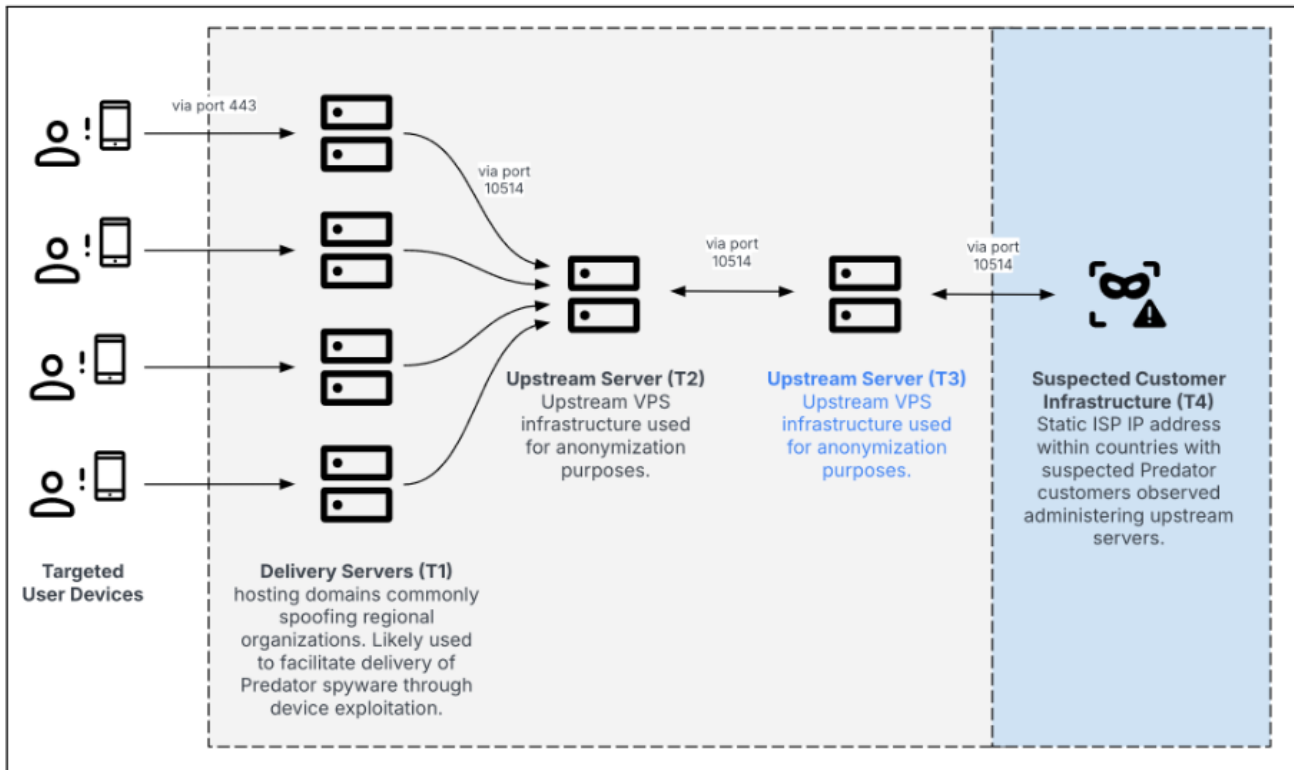 via port 443
via port
10514
via port
10514
via port
10514
Upstream Server (T2)
Upstream VPS
infrastructure used
for anonymization
purposes.
Upstream Server (T3)
Upstream VPS
infrastructure used
for anonymization
purposes.
Suspected Customer
Infrastructure (T4)
Static ISP IP address
within countries with
suspected Predator
customers observed
administering upstream
servers.
Targeted
User Devices
Delivery Servers (T1)
hosting domains commonly
spoofing regional
organizations. Likely used
to facilitate delivery of
Predator spyware through
device exploitation.